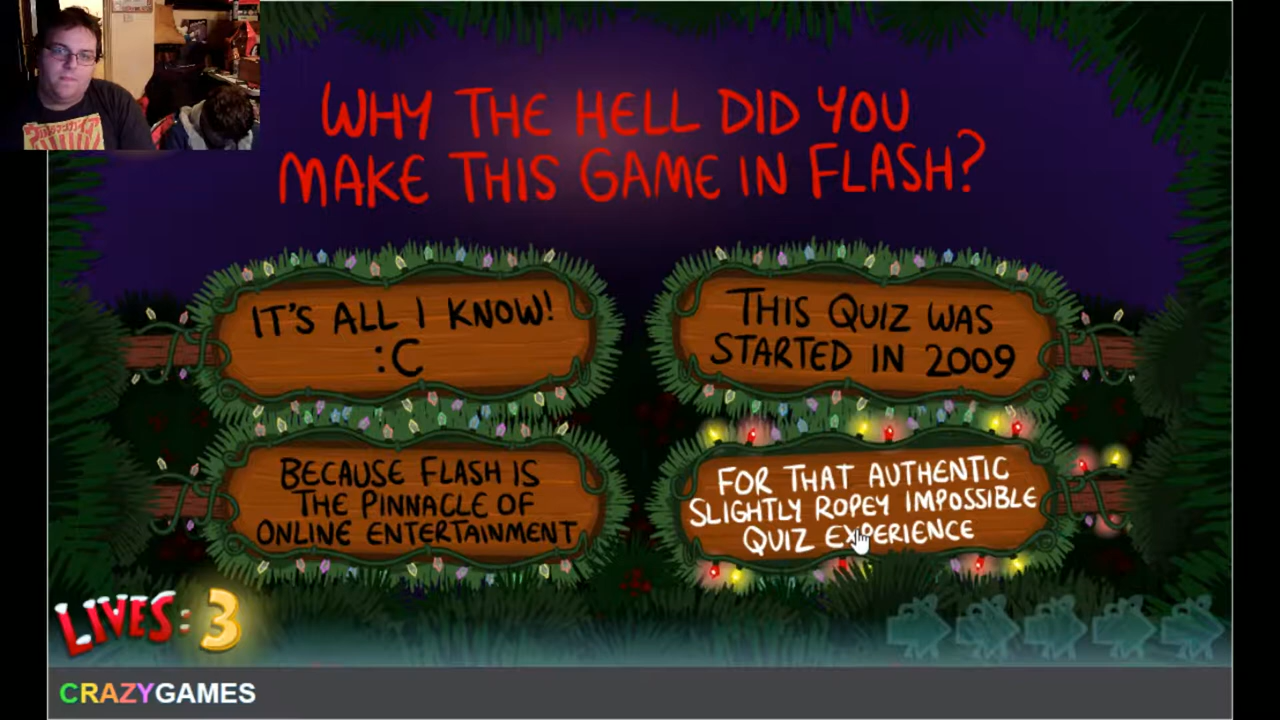 WHY THE HELL DID YOU
MAKE THIS GAME IN FLASH?
IT'S ALL I KNOW!
:C
THIS QUIZ WAS
STARTED IN 2009
BECAUSE FLASH IS
THE PINNACLE OF
ONLINE ENTERTAINMENT
FOR THAT AUTHENTIC
SLIGHTLY ROPEY IMPOSSIBLE
QUIZ EXPERIENCE
LIVES: 3
CRAZYGAMES